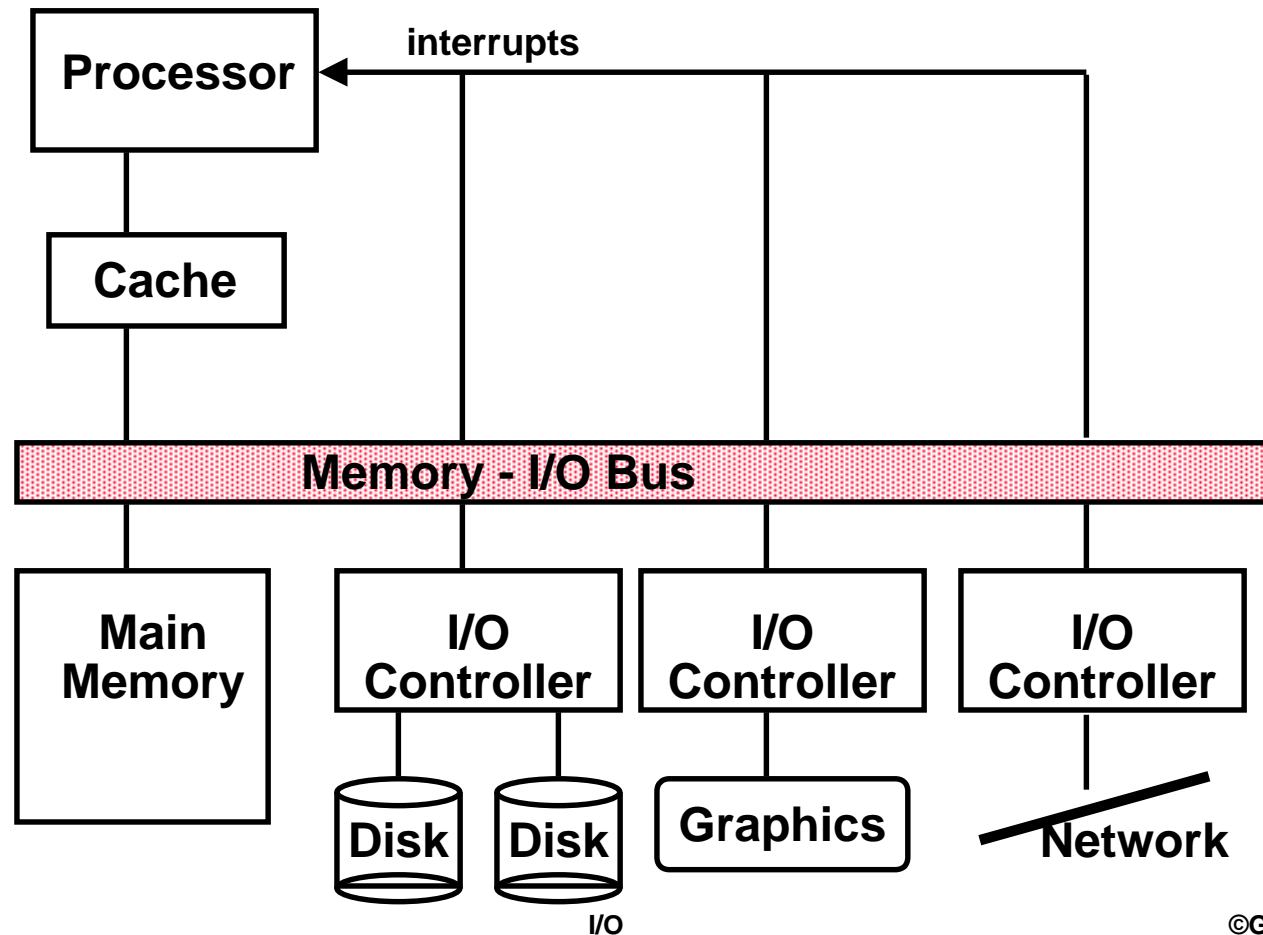 interrupts
Processor
Cache
Memory - I/O Bus
Main
Memory
I/O
Controller
I/O
Controller
I/O
Controller
Disk
Disk
Graphics
Network
I/O
©G